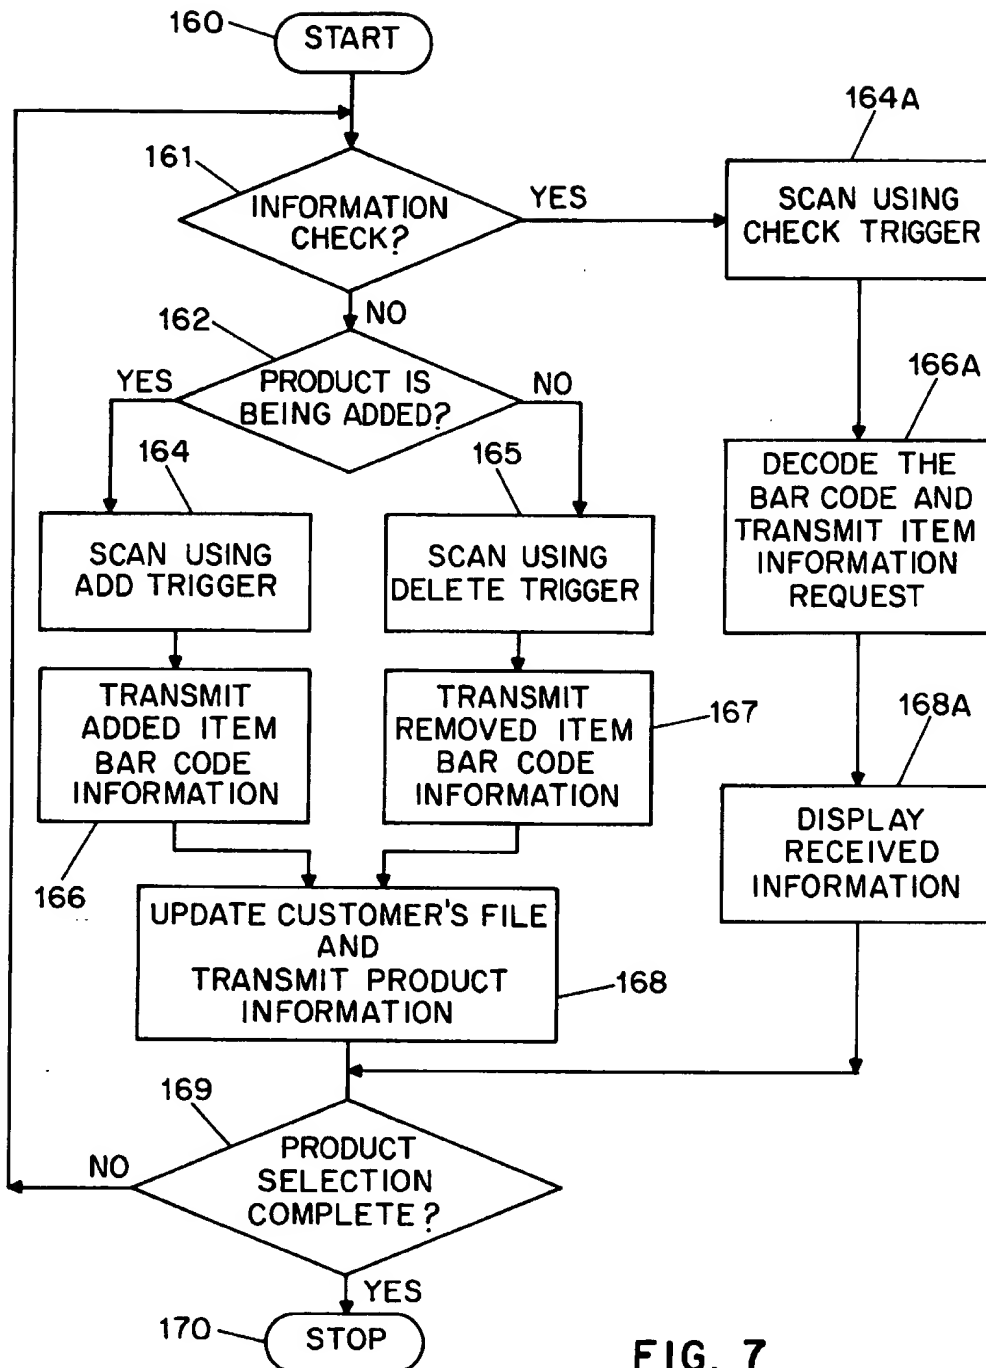 160
START
164A
161
INFORMATION
CHECK?
YES
SCAN USING
CHECK TRIGGER
NO
162
PRODUCT IS
BEING ADDED?
YES
NO
166A
164
165
DECODE THE
BAR CODE AND
TRANSMIT ITEM
INFORMATION
REQUEST
SCAN USING
ADD TRIGGER
SCAN USING
DELETE TRIGGER
TRANSMIT
ADDED ITEM
BAR CODE
INFORMATION
166
TRANSMIT
REMOVED ITEM
BAR CODE
INFORMATION
167
168A
DISPLAY
RECEIVED
INFORMATION
UPDATE CUSTOMER'S FILE
AND
TRANSMIT PRODUCT
INFORMATION
168
169
PRODUCT
SELECTION
COMPLETE?
NO
YES
170
STOP
FIG. 7